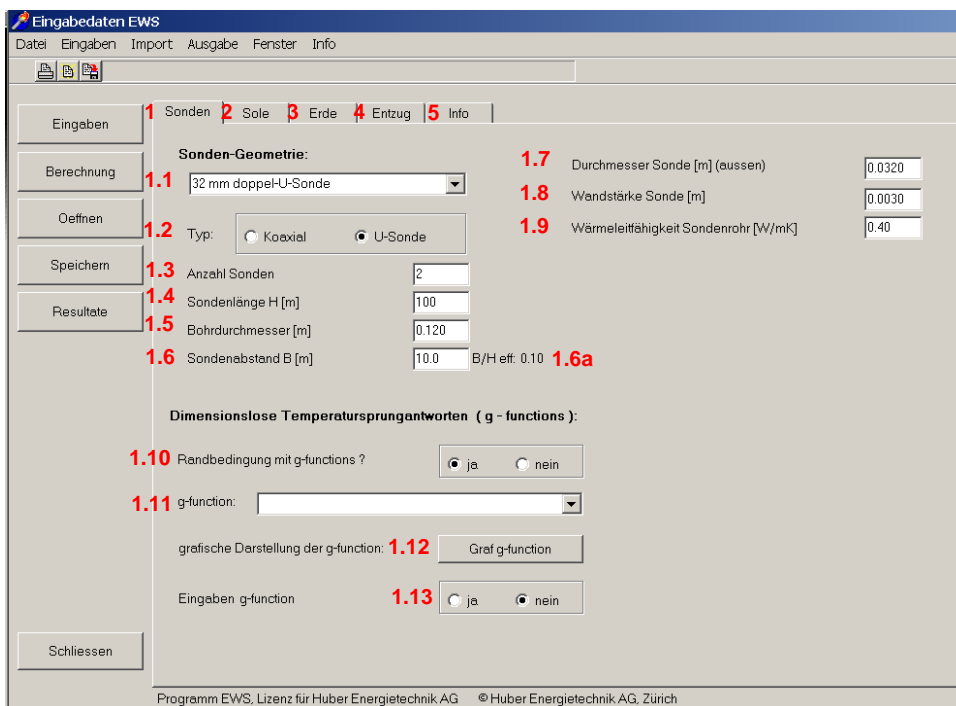 Eingabedaten EWS
Datei Eingaben Import Ausgabe Fenster Info
1 Sonden 2 Sole 3 Erde 4 Entzug 5 Info
Eingaben
Berechnung
Oeffnen
Speichern
Resultate
Schliessen
Sonden-Geometrie:
1.1 32 mm doppel-U-Sonde
1.2 Typ: Koaxial U-Sonde
1.3 Anzahl Sonden 2
1.4 Sondenlänge H [m] 100
1.5 Bohrdurchmesser [m] 0.120
1.6 Sondenabstand B [m] 10.0 B/H eff: 0.10 1.6a
1.7 Durchmesser Sonde [m] (aussen) 0.0320
1.8 Wandstärke Sonde [m] 0.0030
1.9 Wärmeleitfähigkeit Sondenrohr [W/mK] 0.40
Dimensionslose Temperatursprungantworten ( g - functions ):
1.10 Randbedingung mit g-functions ? ja nein
1.11 g-function:
grafische Darstellung der g-function: 1.12 Graf g-function
Eingaben g-function 1.13 ja nein
Programm EWS, Lizenz für Huber Energietechnik AG © Huber Energietechnik AG, Zürich